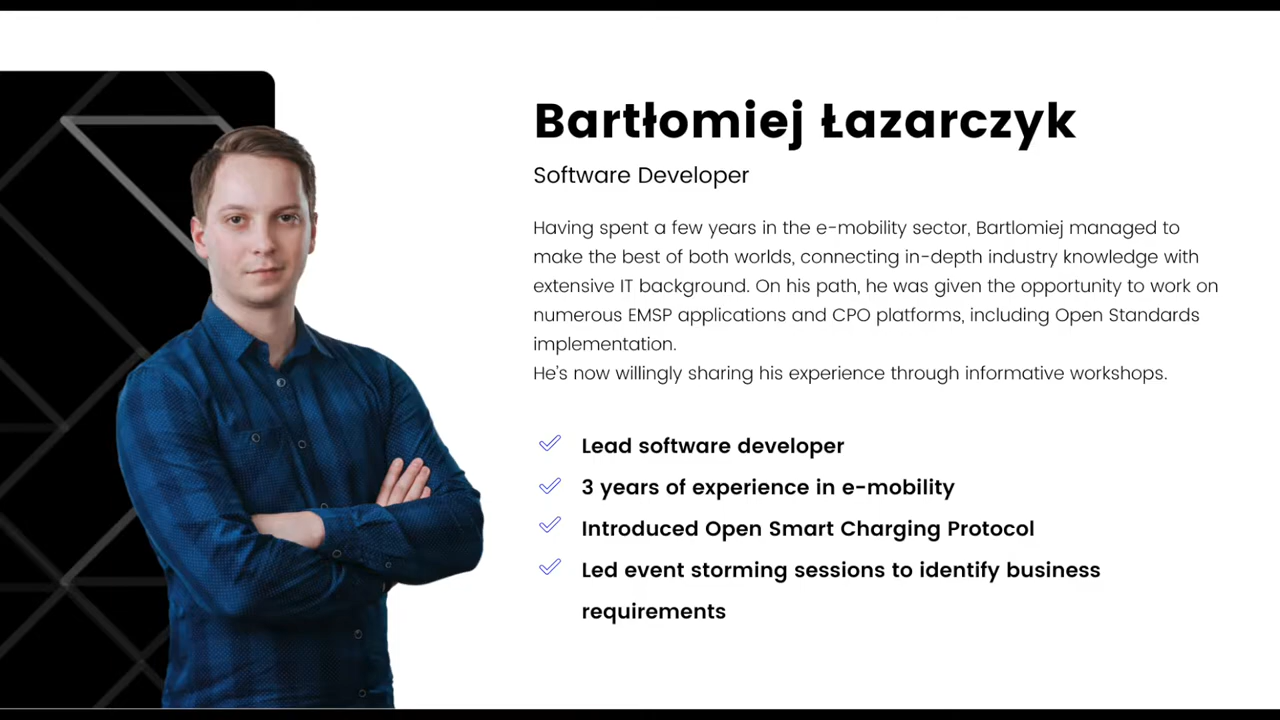 Bartłomiej Łazarczyk
Software Developer
Having spent a few years in the e-mobility sector, Bartlomiej managed to
make the best of both worlds, connecting in-depth industry knowledge with
extensive IT background. On his path, he was given the opportunity to work on
numerous EMSP applications and CPO platforms, including Open Standards
implementation.
He's now willingly sharing his experience through informative workshops.
Lead software developer
3 years of experience in e-mobility
Introduced Open Smart Charging Protocol
Led event storming sessions to identify business
requirements